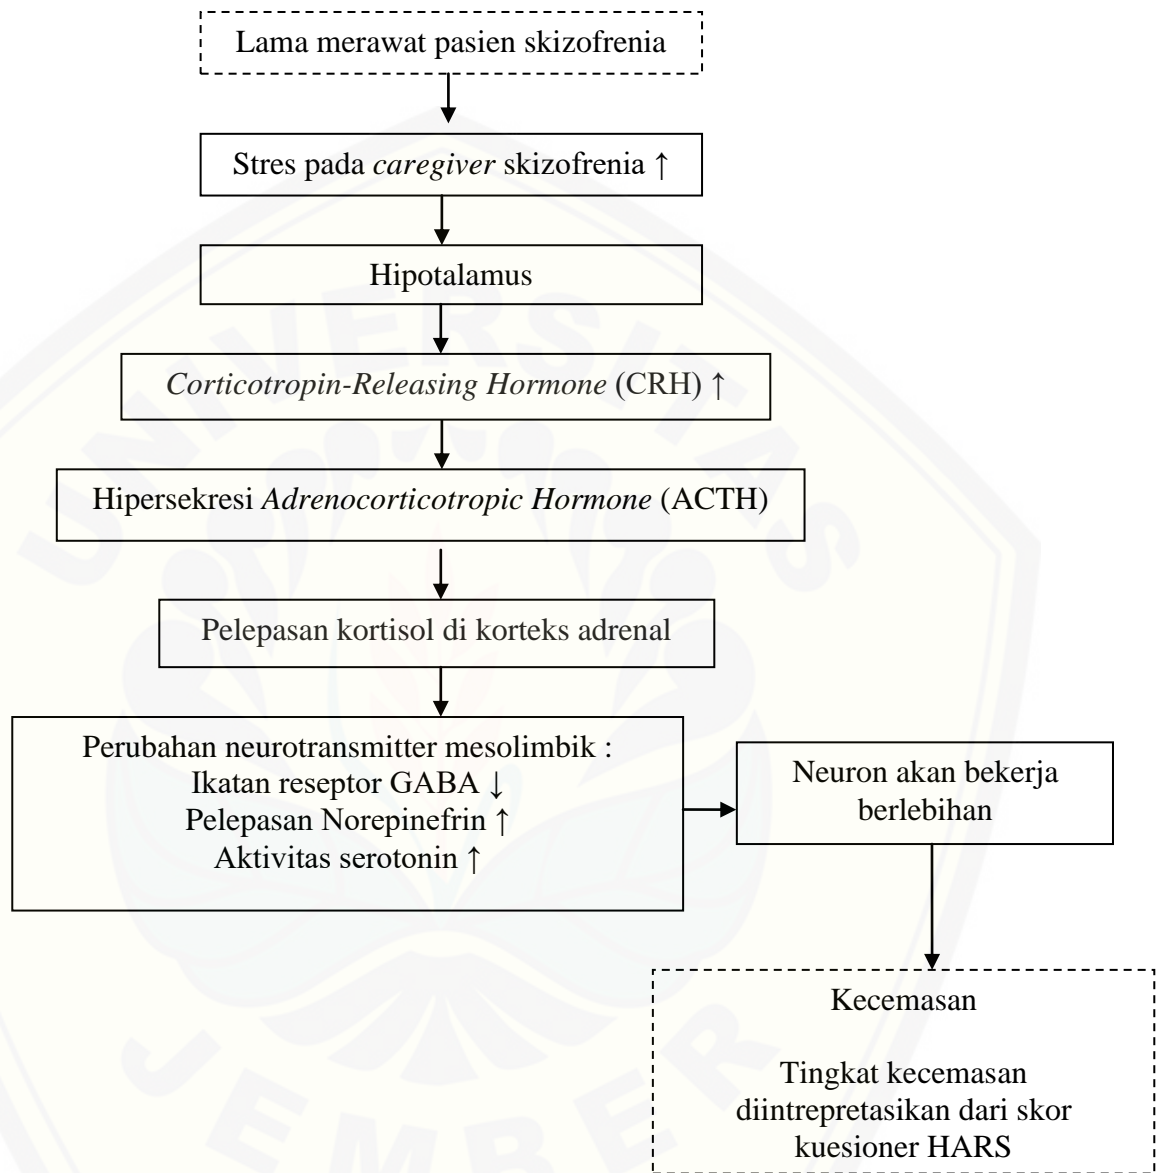 Lama merawat pasien skizofrenia
Stres pada caregiver skizofrenia ↑
Hipotalamus
Corticotropin-Releasing Hormone (CRH) ↑
Hipersekresi Adrenocorticotropic Hormone (ACTH)
Pelepasan kortisol di korteks adrenal
Perubahan neurotransmitter mesolimbik :
Ikatan reseptor GABA ↓
Pelepasan Norepinefrin ↑
Aktivitas serotonin ↑
Neuron akan bekerja
berlebihan
Kecemasan
Tingkat kecemasan
diintrepretasikan dari skor
kuesioner HARS
UNIVERSITAS
JEMBER